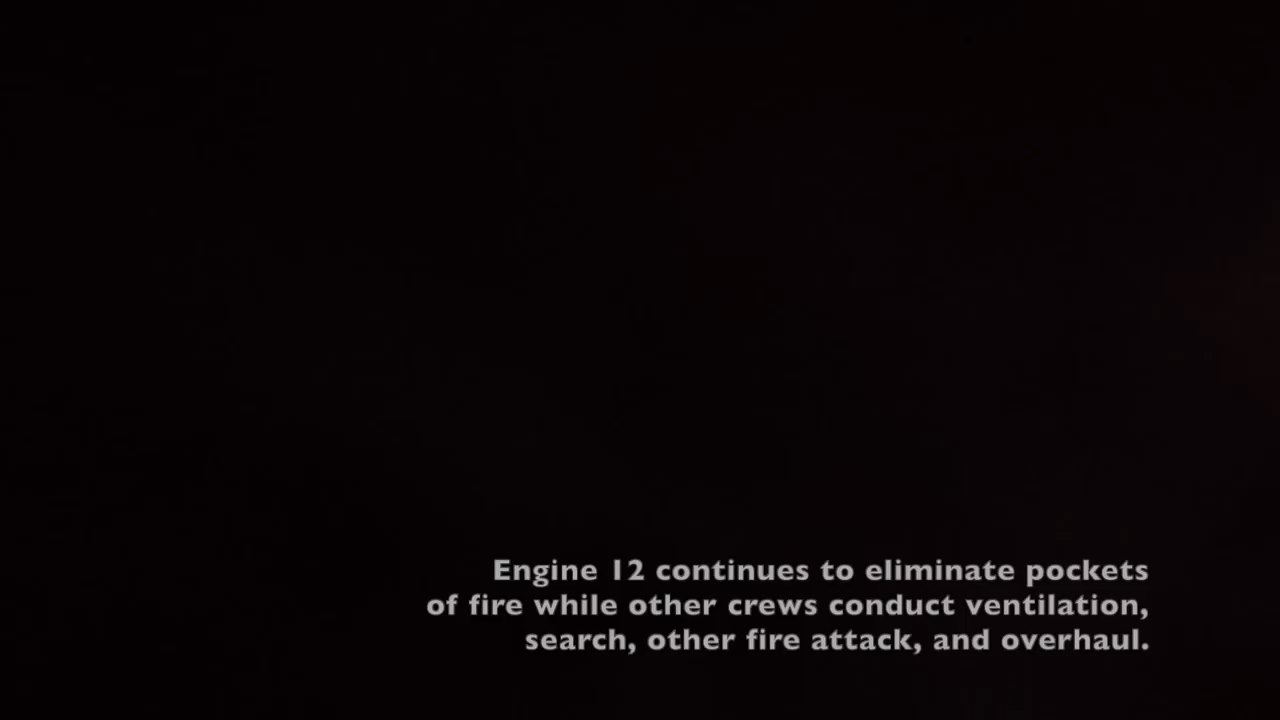 Engine 12 continues to eliminate pockets
of fire while other crews conduct ventilation,
search, other fire attack, and overhaul.